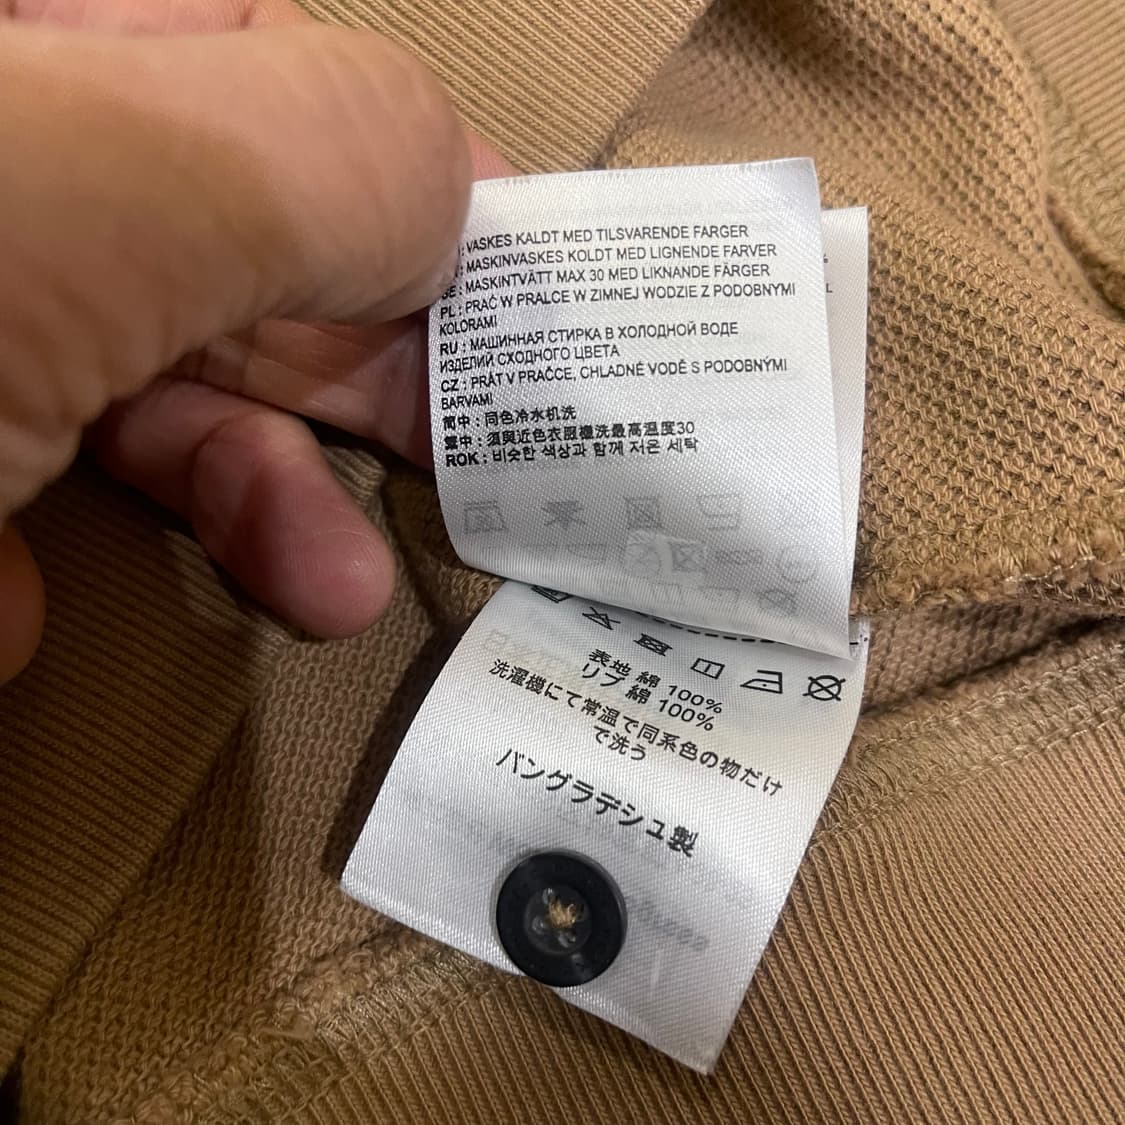 : VASKES KALDT MED TILSVARENDE FARGER
: MASKINVASKES KOLDT MED LIGNENDE FARVER
SE : MASKINTVÄTT MAX 30 MED LIKNANDE FÄRGER
PL : PRAĆ W PRALCE W ZIMNEJ WODZIE Z PODOBNYMI
KOLORAMI
RU : МАШИННАЯ СТИРКА В ХОЛОДНОЙ ВОДЕ
ИЗДЕЛИЙ СХОДНОГО ЦВЕТА
CZ : PRÁT V PRAČCE, CHLADNÉ VODĚ S PODOBNÝMI
BARVAMI
简中 : 同色冷水机洗
繁中 : 須與近色衣服機洗最高溫度30
ROK : 비슷한 색상과 함께 저온 세탁
表地 綿 100%
リブ 綿 100%
洗濯機にて常温で同系色の物だけ
で洗う
バングラデシュ製